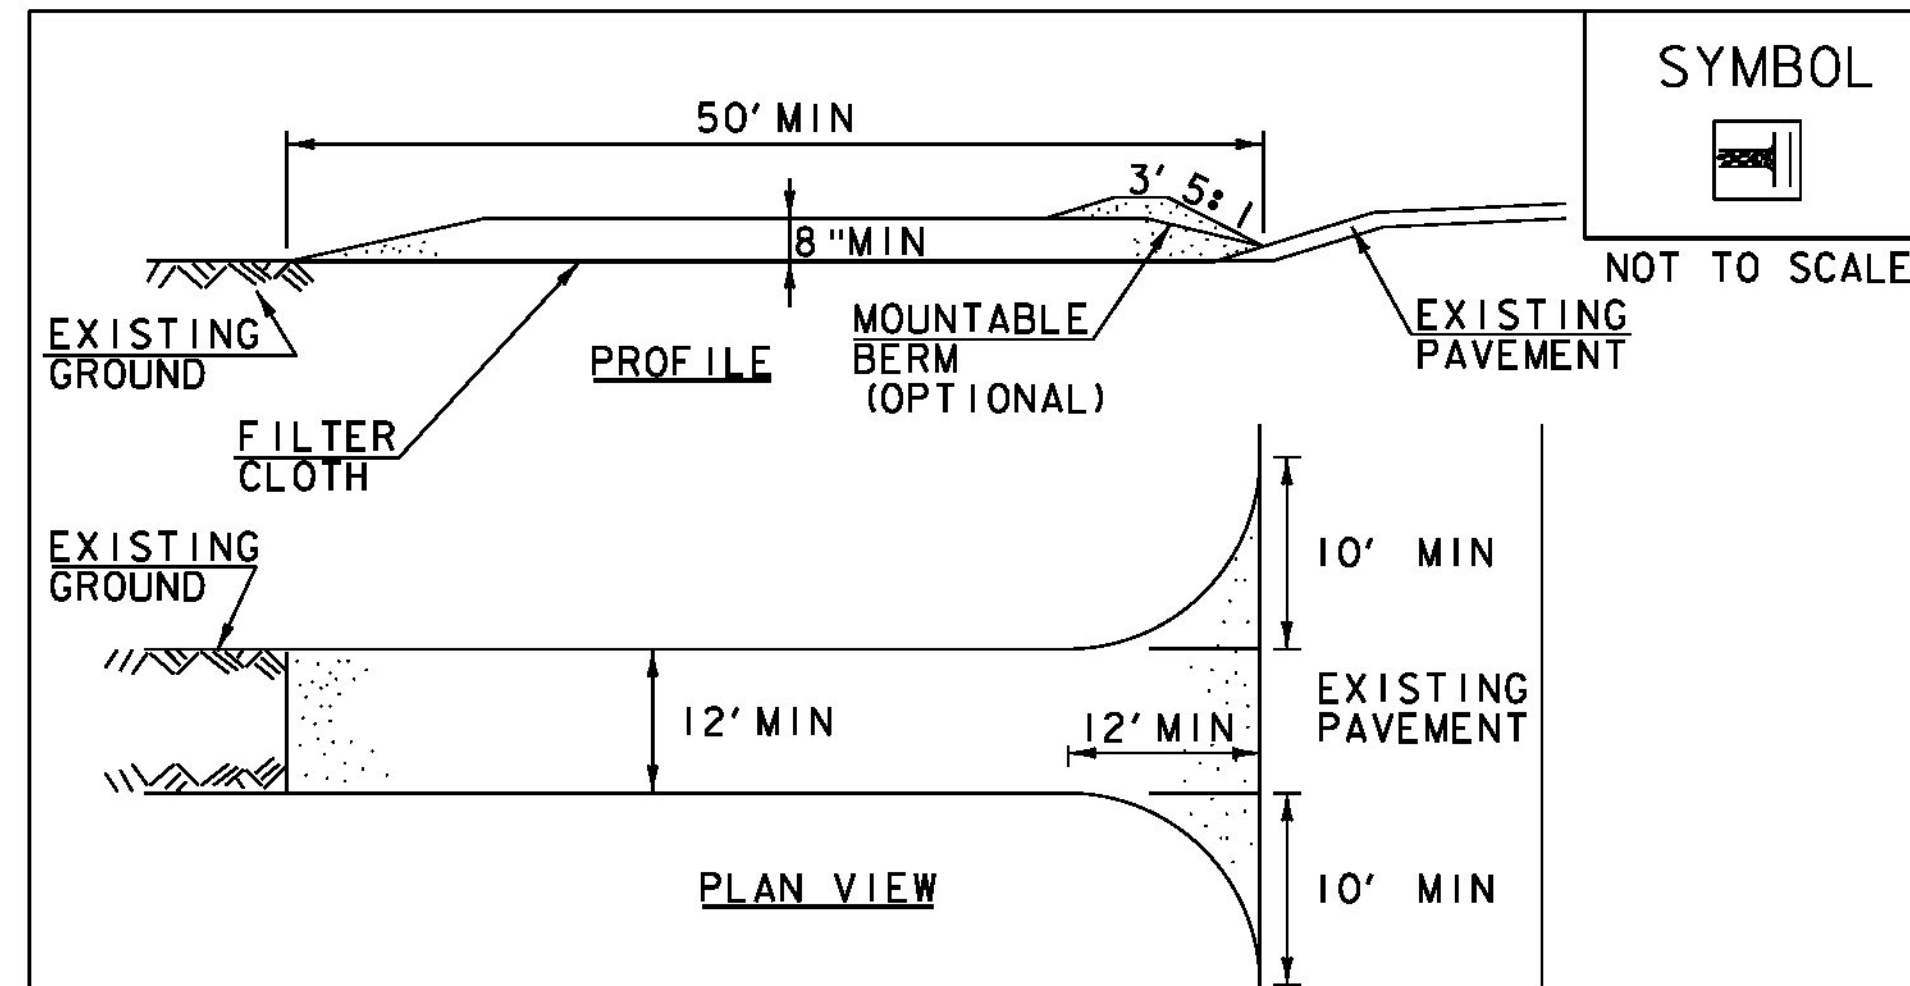 SYMBOL
NOT TO SCALE
50' MIN
3' 5:1
8" MIN
EXISTING
GROUND
PROFILE
MOUNTABLE
BERM
(OPTIONAL)
EXISTING
PAVEMENT
FILTER
CLOTH
EXISTING
GROUND
10' MIN
12' MIN
12' MIN
EXISTING
PAVEMENT
PLAN VIEW
10' MIN